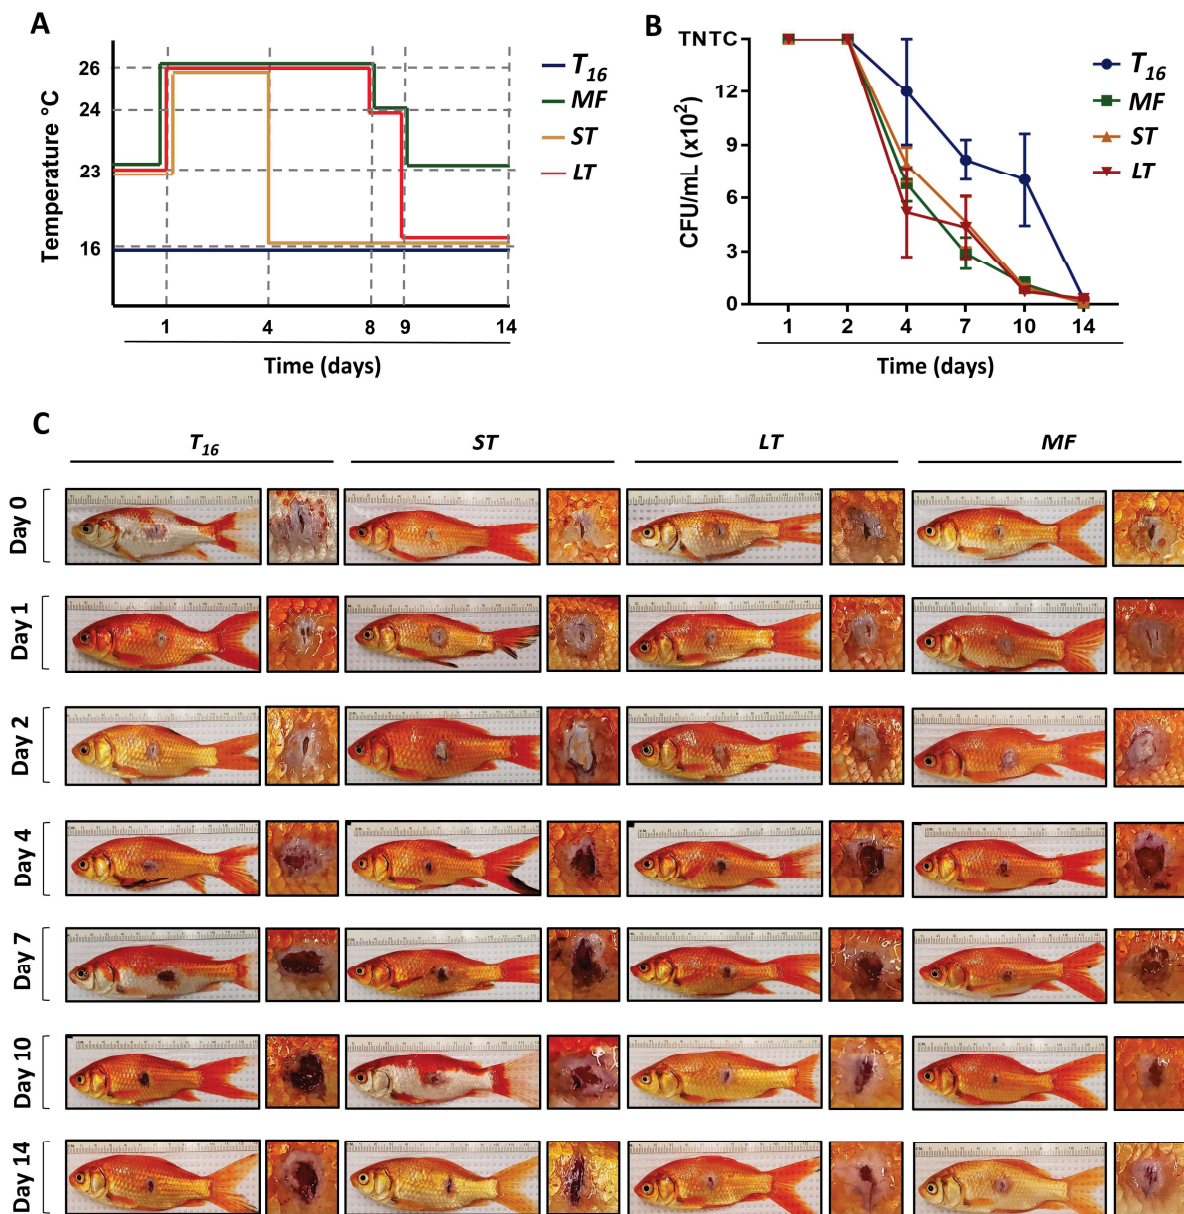 A
Temperature °C
26
24
23
16
1 4 8 9 14
Time (days)
T16
MF
ST
LT
B
CFU/mL (x10²)
TNTC
12
9
6
3
0
1 2 4 7 10 14
Time (days)
T16
MF
ST
LT
C
T16 ST LT MF
Day 0
Day 1
Day 2
Day 4
Day 7
Day 10
Day 14